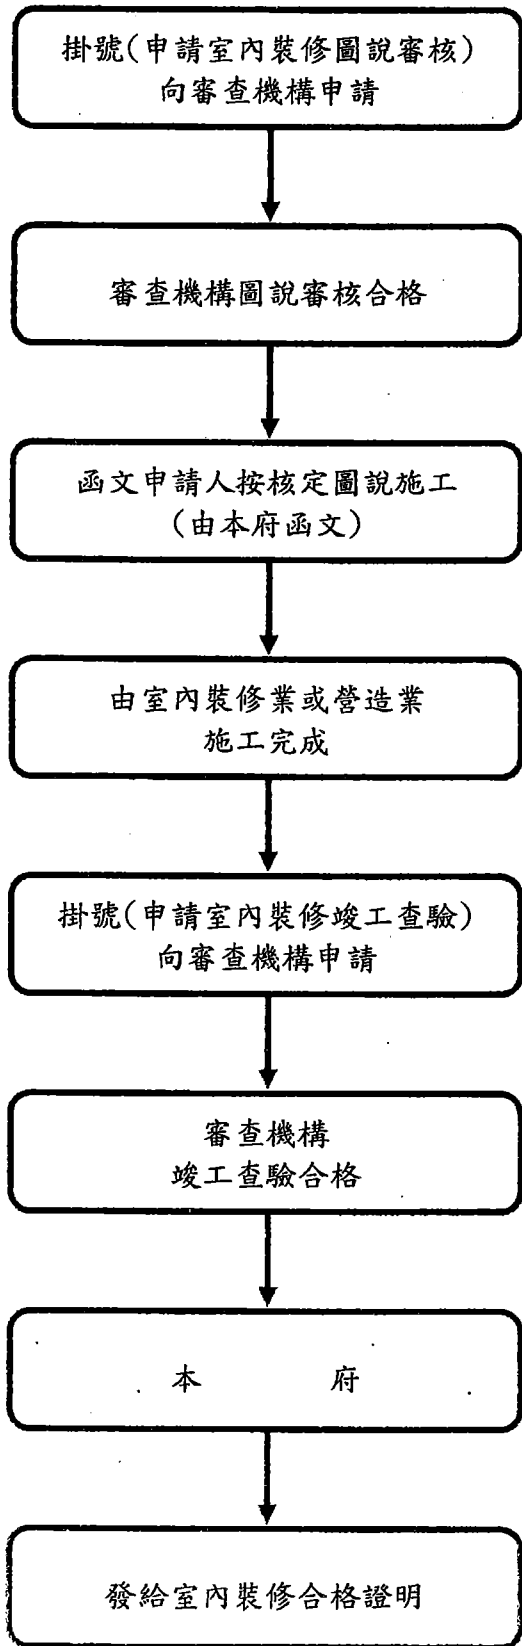 掛號(申請室內裝修圖說審核)
向審查機構申請
審查機構圖說審核合格
函文申請人按核定圖說施工
(由本府函文)
由室內裝修業或營造業
施工完成
掛號(申請室內裝修竣工查驗)
向審查機構申請
審查機構
竣工查驗合格
本 府
發給室內裝修合格證明